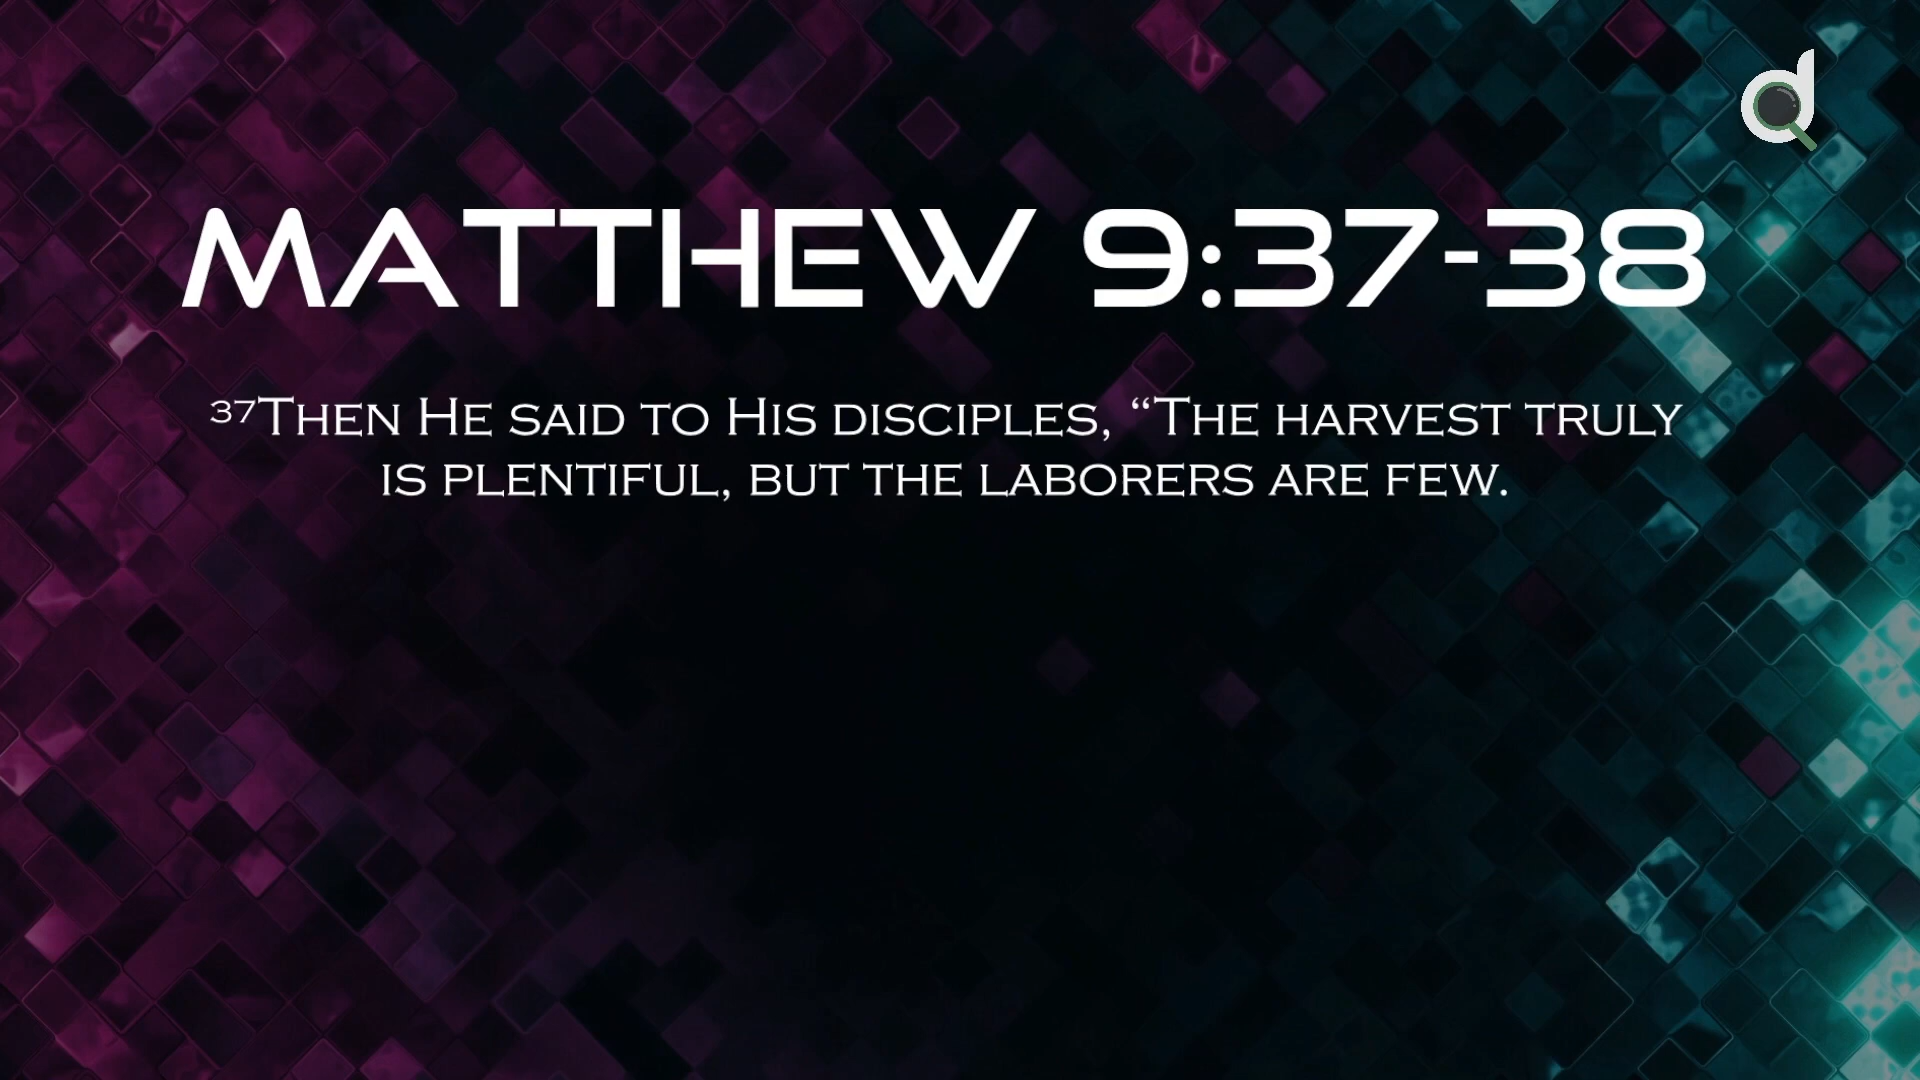 MATTHEW 9:37-38
³⁷Then He said to His disciples, “The harvest truly
is plentiful, but the laborers are few.